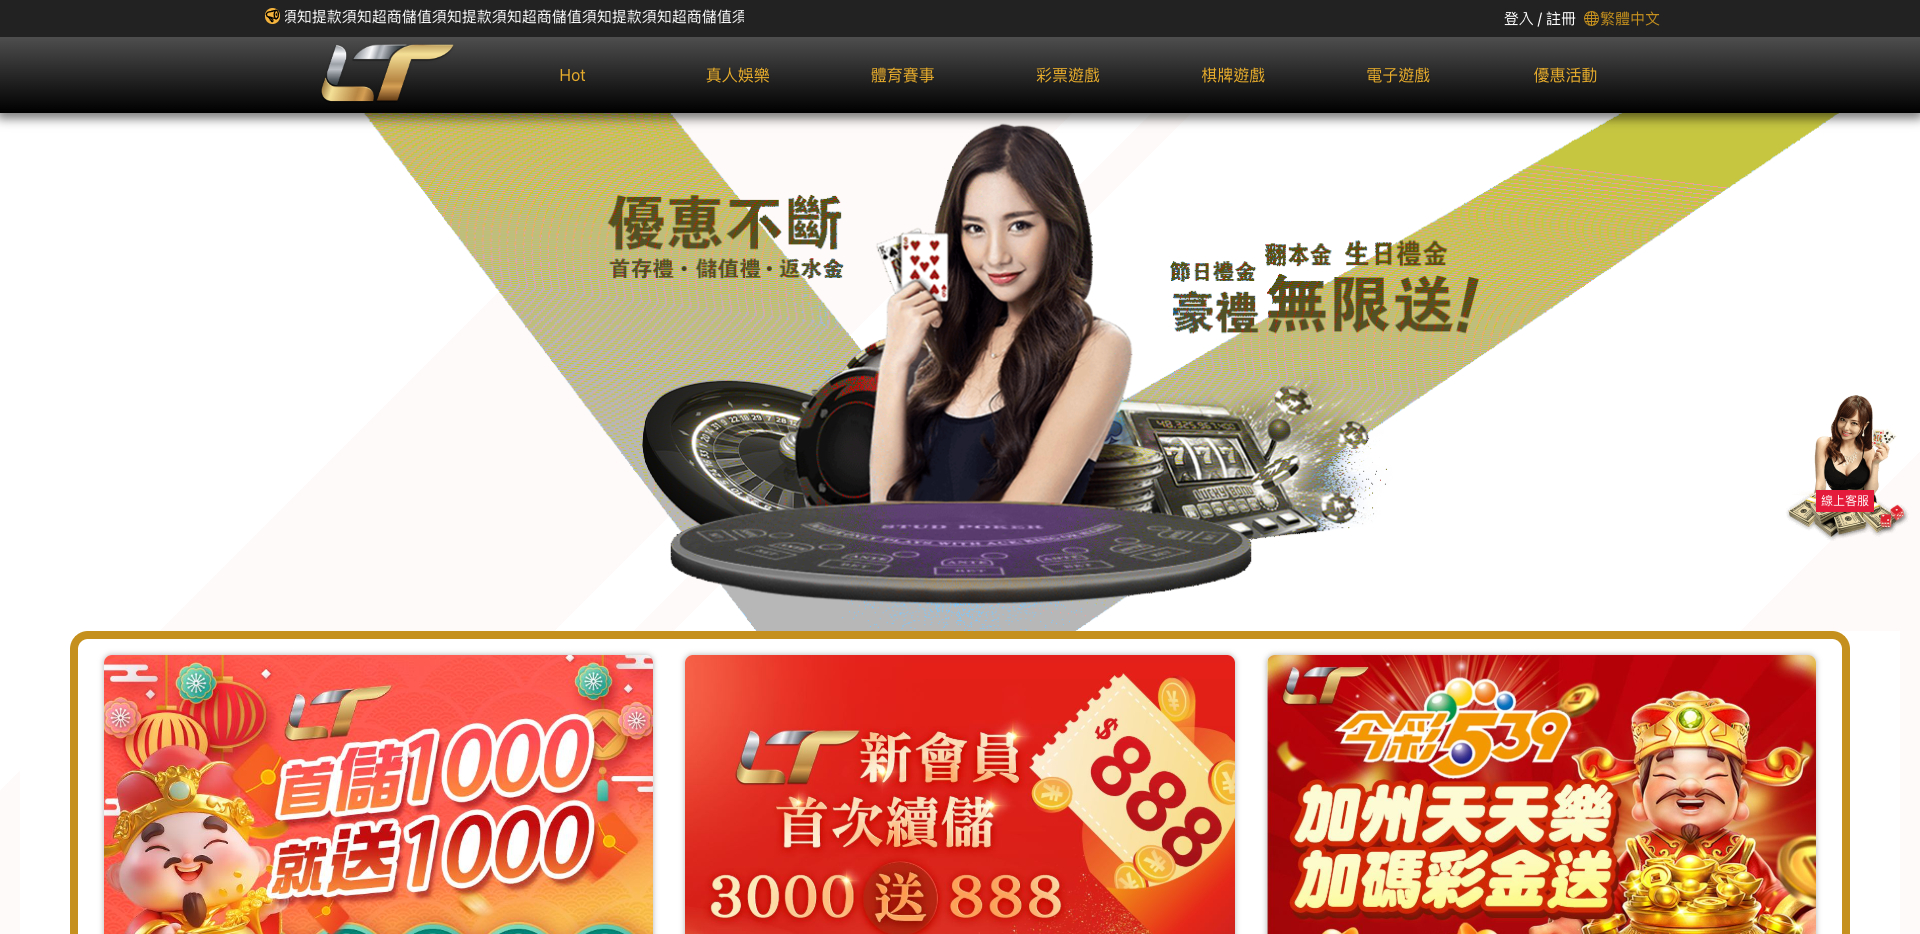 須知提款須知超商儲值須知提款須知超商儲值須知提款須知超商儲值須
登入 / 註冊 繁體中文
LT
Hot 真人娛樂 體育賽事 彩票遊戲 棋牌遊戲 電子遊戲 優惠活動
優惠不斷
首存禮・儲值禮・返水金
節日禮金 翻本金 生日禮金
豪禮 無限送!
777
STUD POKER
線上客服
LT
首儲1000
就送1000
LT 新會員
首次續儲
3000送888
$888
LT
今彩539
加州天天樂
加碼彩金送